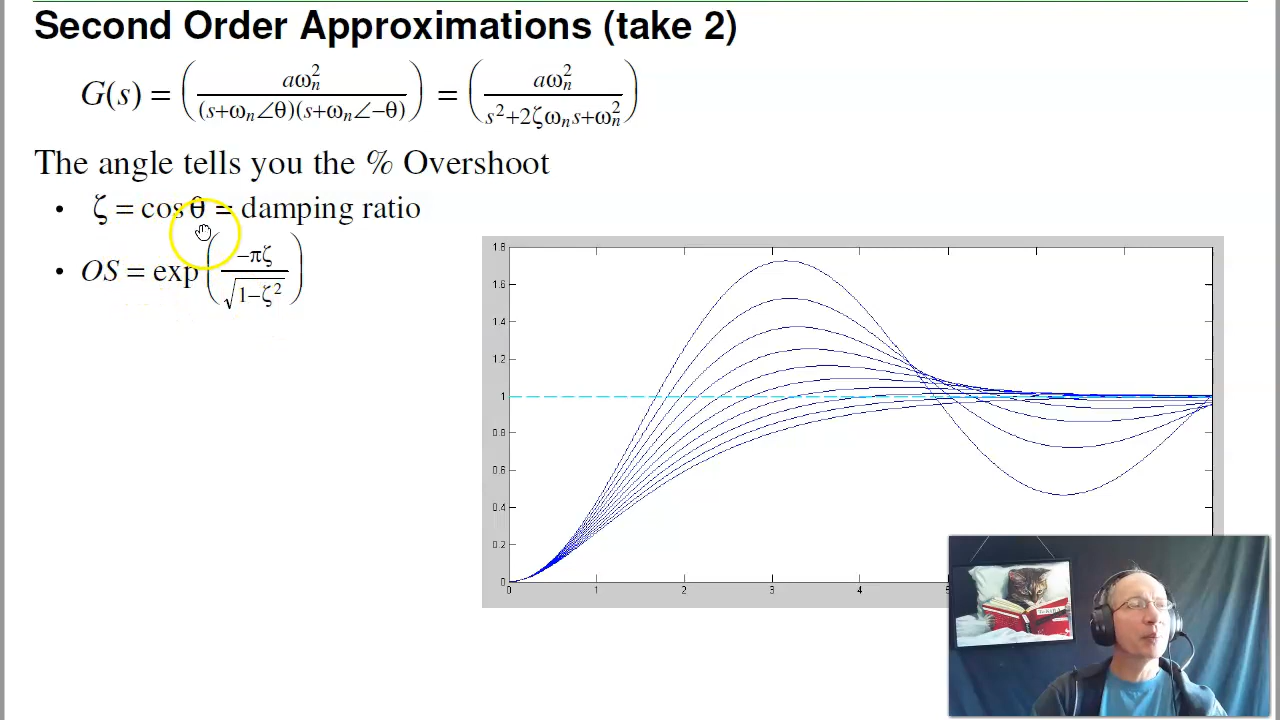 Second Order Approximations (take 2)
G(s) = ( aω_n^2 / (s+ω_n∠θ)(s+ω_n∠−θ) ) = ( aω_n^2 / s^2+2ζω_n s+ω_n^2 )
The angle tells you the % Overshoot
• ζ = cos θ = damping ratio
• OS = exp( −πζ / √1−ζ^2 )
1.8
1.6
1.4
1.2
1
0.8
0.6
0.4
0.2
0
0 1 2 3 4 5